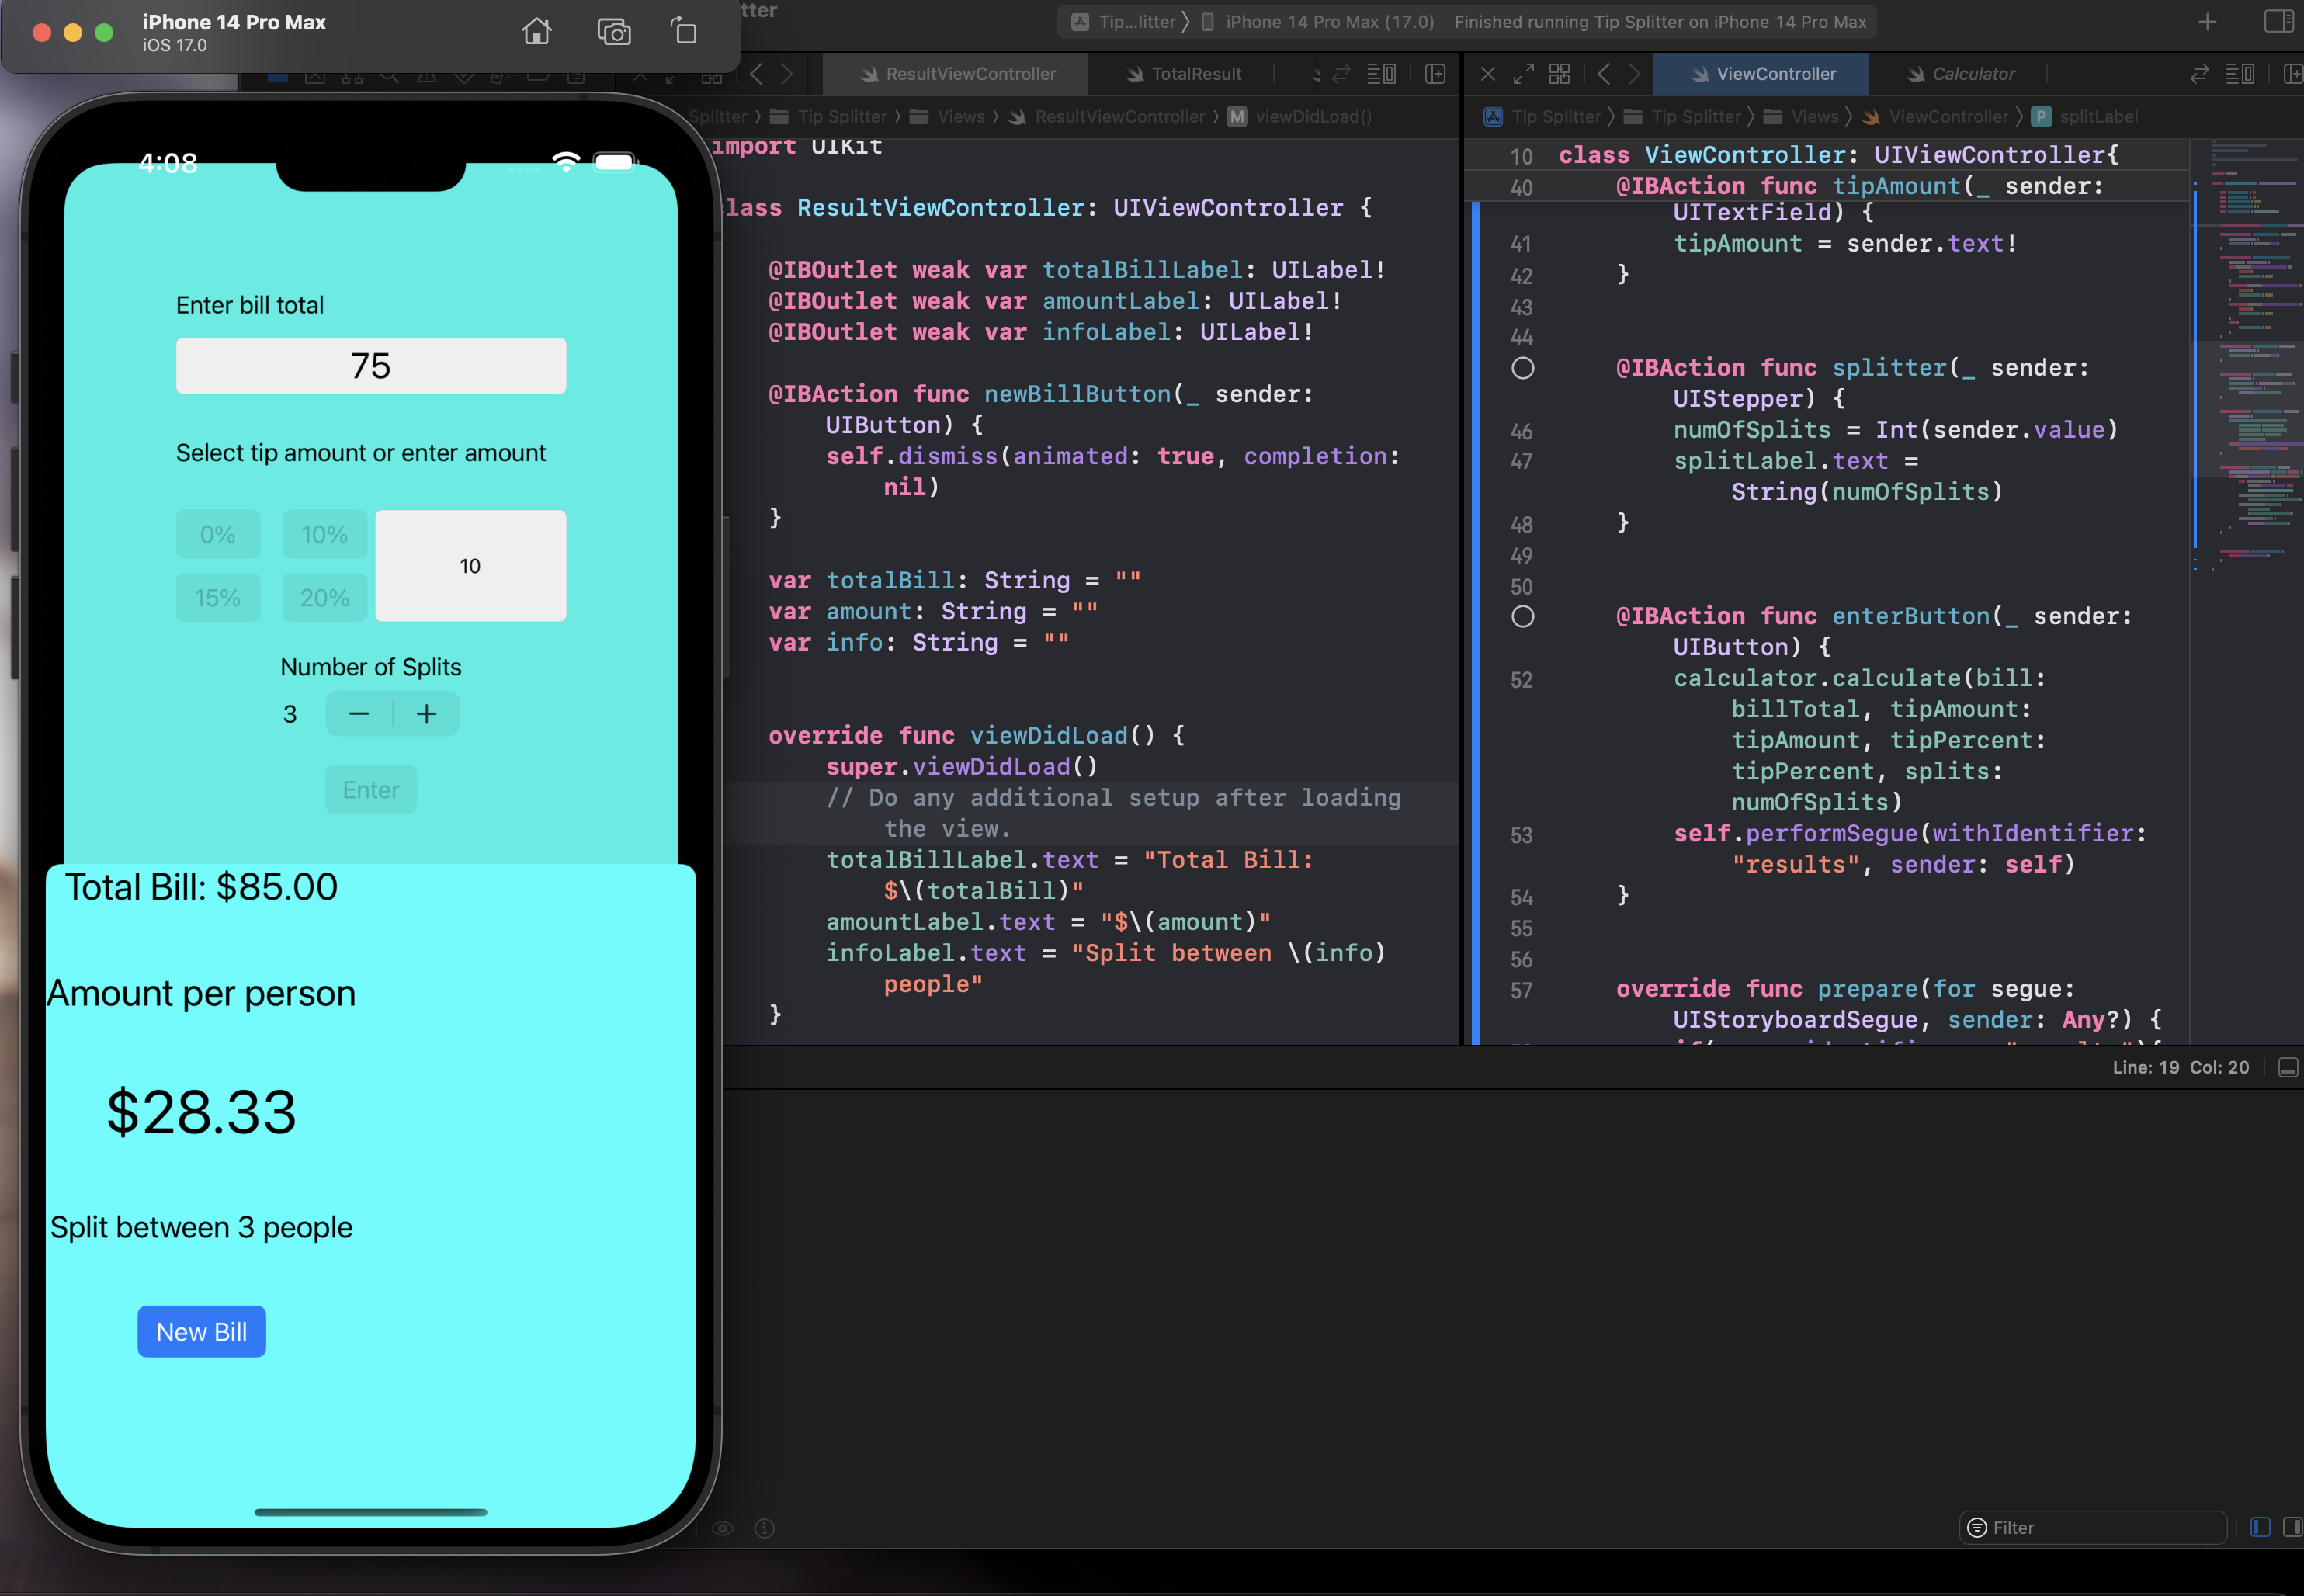 iPhone 14 Pro Max
iOS 17.0
tter
Tip...litter
iPhone 14 Pro Max (17.0)
Finished running Tip Splitter on iPhone 14 Pro Max
ResultViewController
TotalResult
ViewController
Calculator
Splitter
Tip Splitter
Views
ResultViewController
M
viewDidLoad()
Tip Splitter
Tip Splitter
Views
ViewController
P
splitLabel
4:08
Enter bill total
75
Select tip amount or enter amount
0%
10%
15%
20%
10
Number of Splits
3
− +
Enter
Total Bill: $85.00
Amount per person
$28.33
Split between 3 people
New Bill
import UIKit
lass ResultViewController: UIViewController {
@IBOutlet weak var totalBillLabel: UILabel!
@IBOutlet weak var amountLabel: UILabel!
@IBOutlet weak var infoLabel: UILabel!
@IBAction func newBillButton(_ sender:
UIButton) {
self.dismiss(animated: true, completion:
nil)
}
var totalBill: String = ""
var amount: String = ""
var info: String = ""
override func viewDidLoad() {
super.viewDidLoad()
// Do any additional setup after loading
the view.
totalBillLabel.text = "Total Bill:
$\(totalBill)"
amountLabel.text = "$\(amount)"
infoLabel.text = "Split between \(info)
people"
}
10 class ViewController: UIViewController{
40 @IBAction func tipAmount(_ sender:
UITextField) {
41 tipAmount = sender.text!
42 }
43
44
@IBAction func splitter(_ sender:
UIStepper) {
46 numOfSplits = Int(sender.value)
47 splitLabel.text =
String(numOfSplits)
48 }
49
50
@IBAction func enterButton(_ sender:
UIButton) {
52 calculator.calculate(bill:
billTotal, tipAmount:
tipAmount, tipPercent:
tipPercent, splits:
numOfSplits)
53 self.performSegue(withIdentifier:
"results", sender: self)
54 }
55
56
57 override func prepare(for segue:
UIStoryboardSegue, sender: Any?) {
Line: 19 Col: 20
Filter